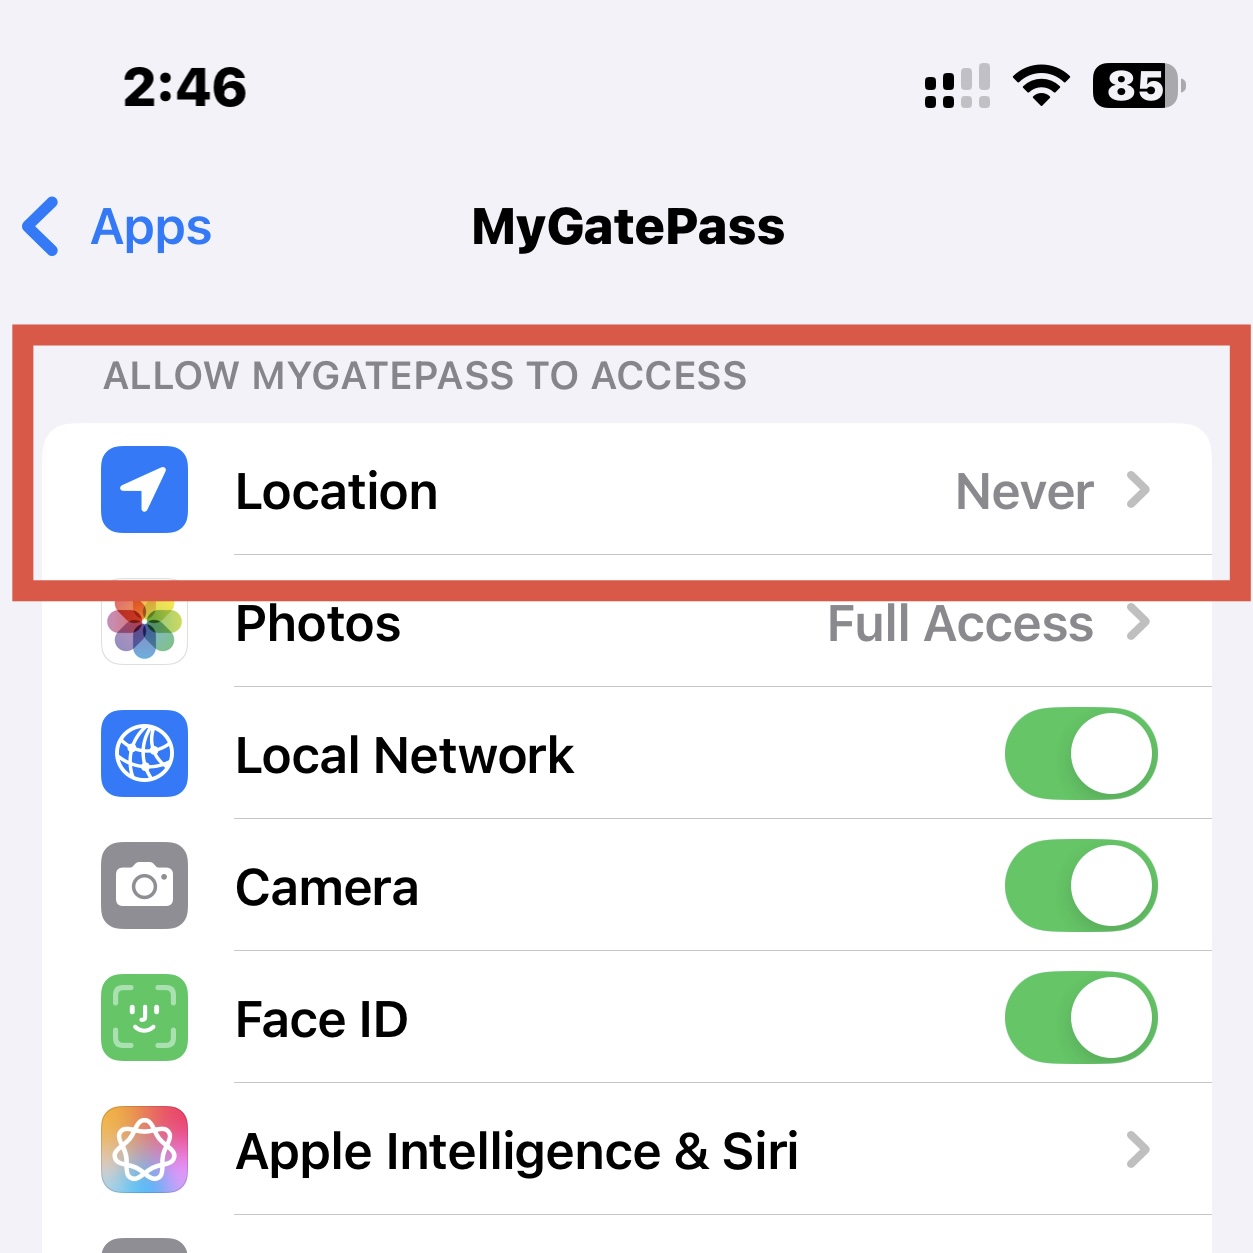 2:46
85
Apps
MyGatePass
ALLOW MYGATEPASS TO ACCESS
Location Never
Photos Full Access
Local Network
Camera
Face ID
Apple Intelligence & Siri